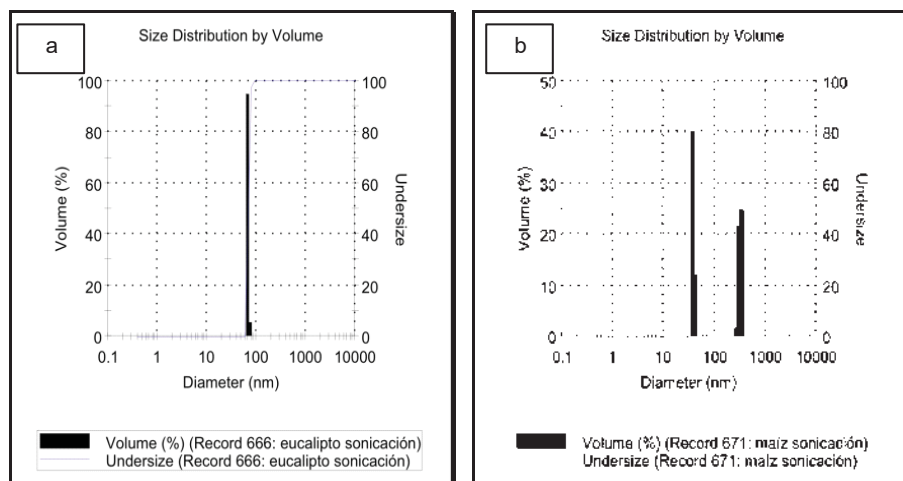 a
Size Distribution by Volume
100
80
60
40
20
0
Volume (%)
100
80
60
40
20
0
Undersize
0.1 1 10 100 1000 10000
Diameter (nm)
Volume (%) (Record 666: eucalipto sonicación)
Undersize (Record 666: eucalipto sonicación)
b
Size Distribution by Volume
50
40
30
20
10
0
Volume (%)
100
80
60
40
20
0
Undersize
0.1 1 10 100 1000 10000
Diameter (nm)
Volume (%) (Record 671: maíz sonicación)
Undersize (Record 671: maíz sonicación)